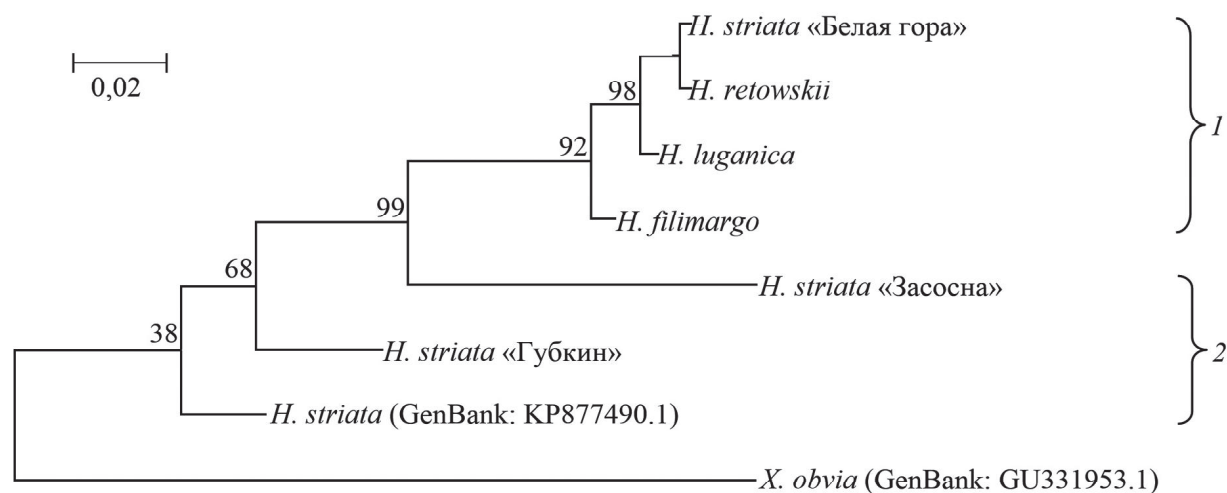 H. striata «Белая гора»
0,02
H. retowskii
98
1
H. luganica
92
H. filimargo
99
68
H. striata «Засосна»
38
H. striata «Губкин»
2
H. striata (GenBank: KP877490.1)
X. obvia (GenBank: GU331953.1)